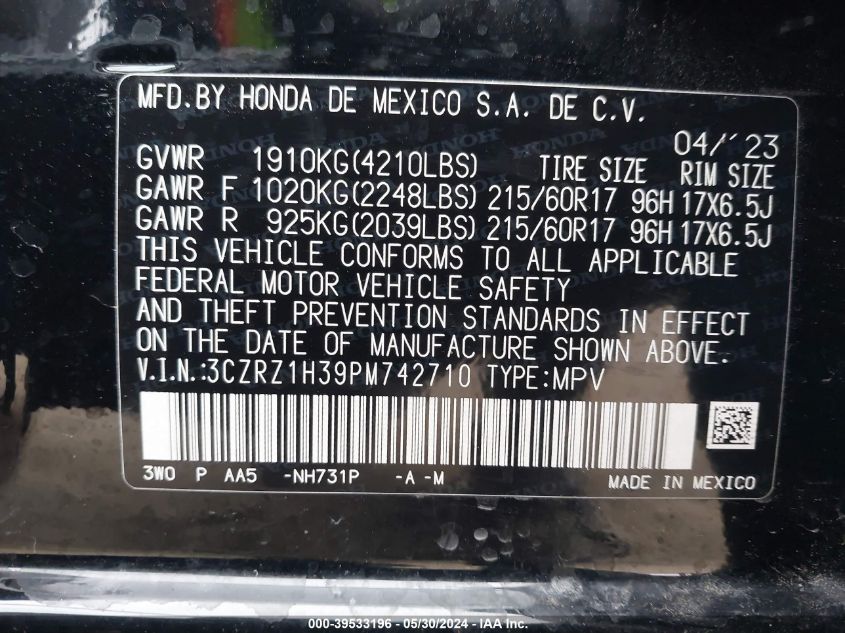 MFD.BY HONDA DE MEXICO S.A. DE C.V.
04/'23
GVWR 1910KG(4210LBS) TIRE SIZE RIM SIZE
GAWR F 1020KG(2248LBS) 215/60R17 96H 17X6.5J
GAWR R 925KG(2039LBS) 215/60R17 96H 17X6.5J
THIS VEHICLE CONFORMS TO ALL APPLICABLE
FEDERAL MOTOR VEHICLE SAFETY
AND THEFT PREVENTION STANDARDS IN EFFECT
ON THE DATE OF MANUFACTURE SHOWN ABOVE.
V.I.N.:3CZRZ1H39PM742710 TYPE:MPV
3W0 P AA5 -NH731P -A -M
MADE IN MEXICO
000-39533196 - 05/30/2024 - IAA Inc.